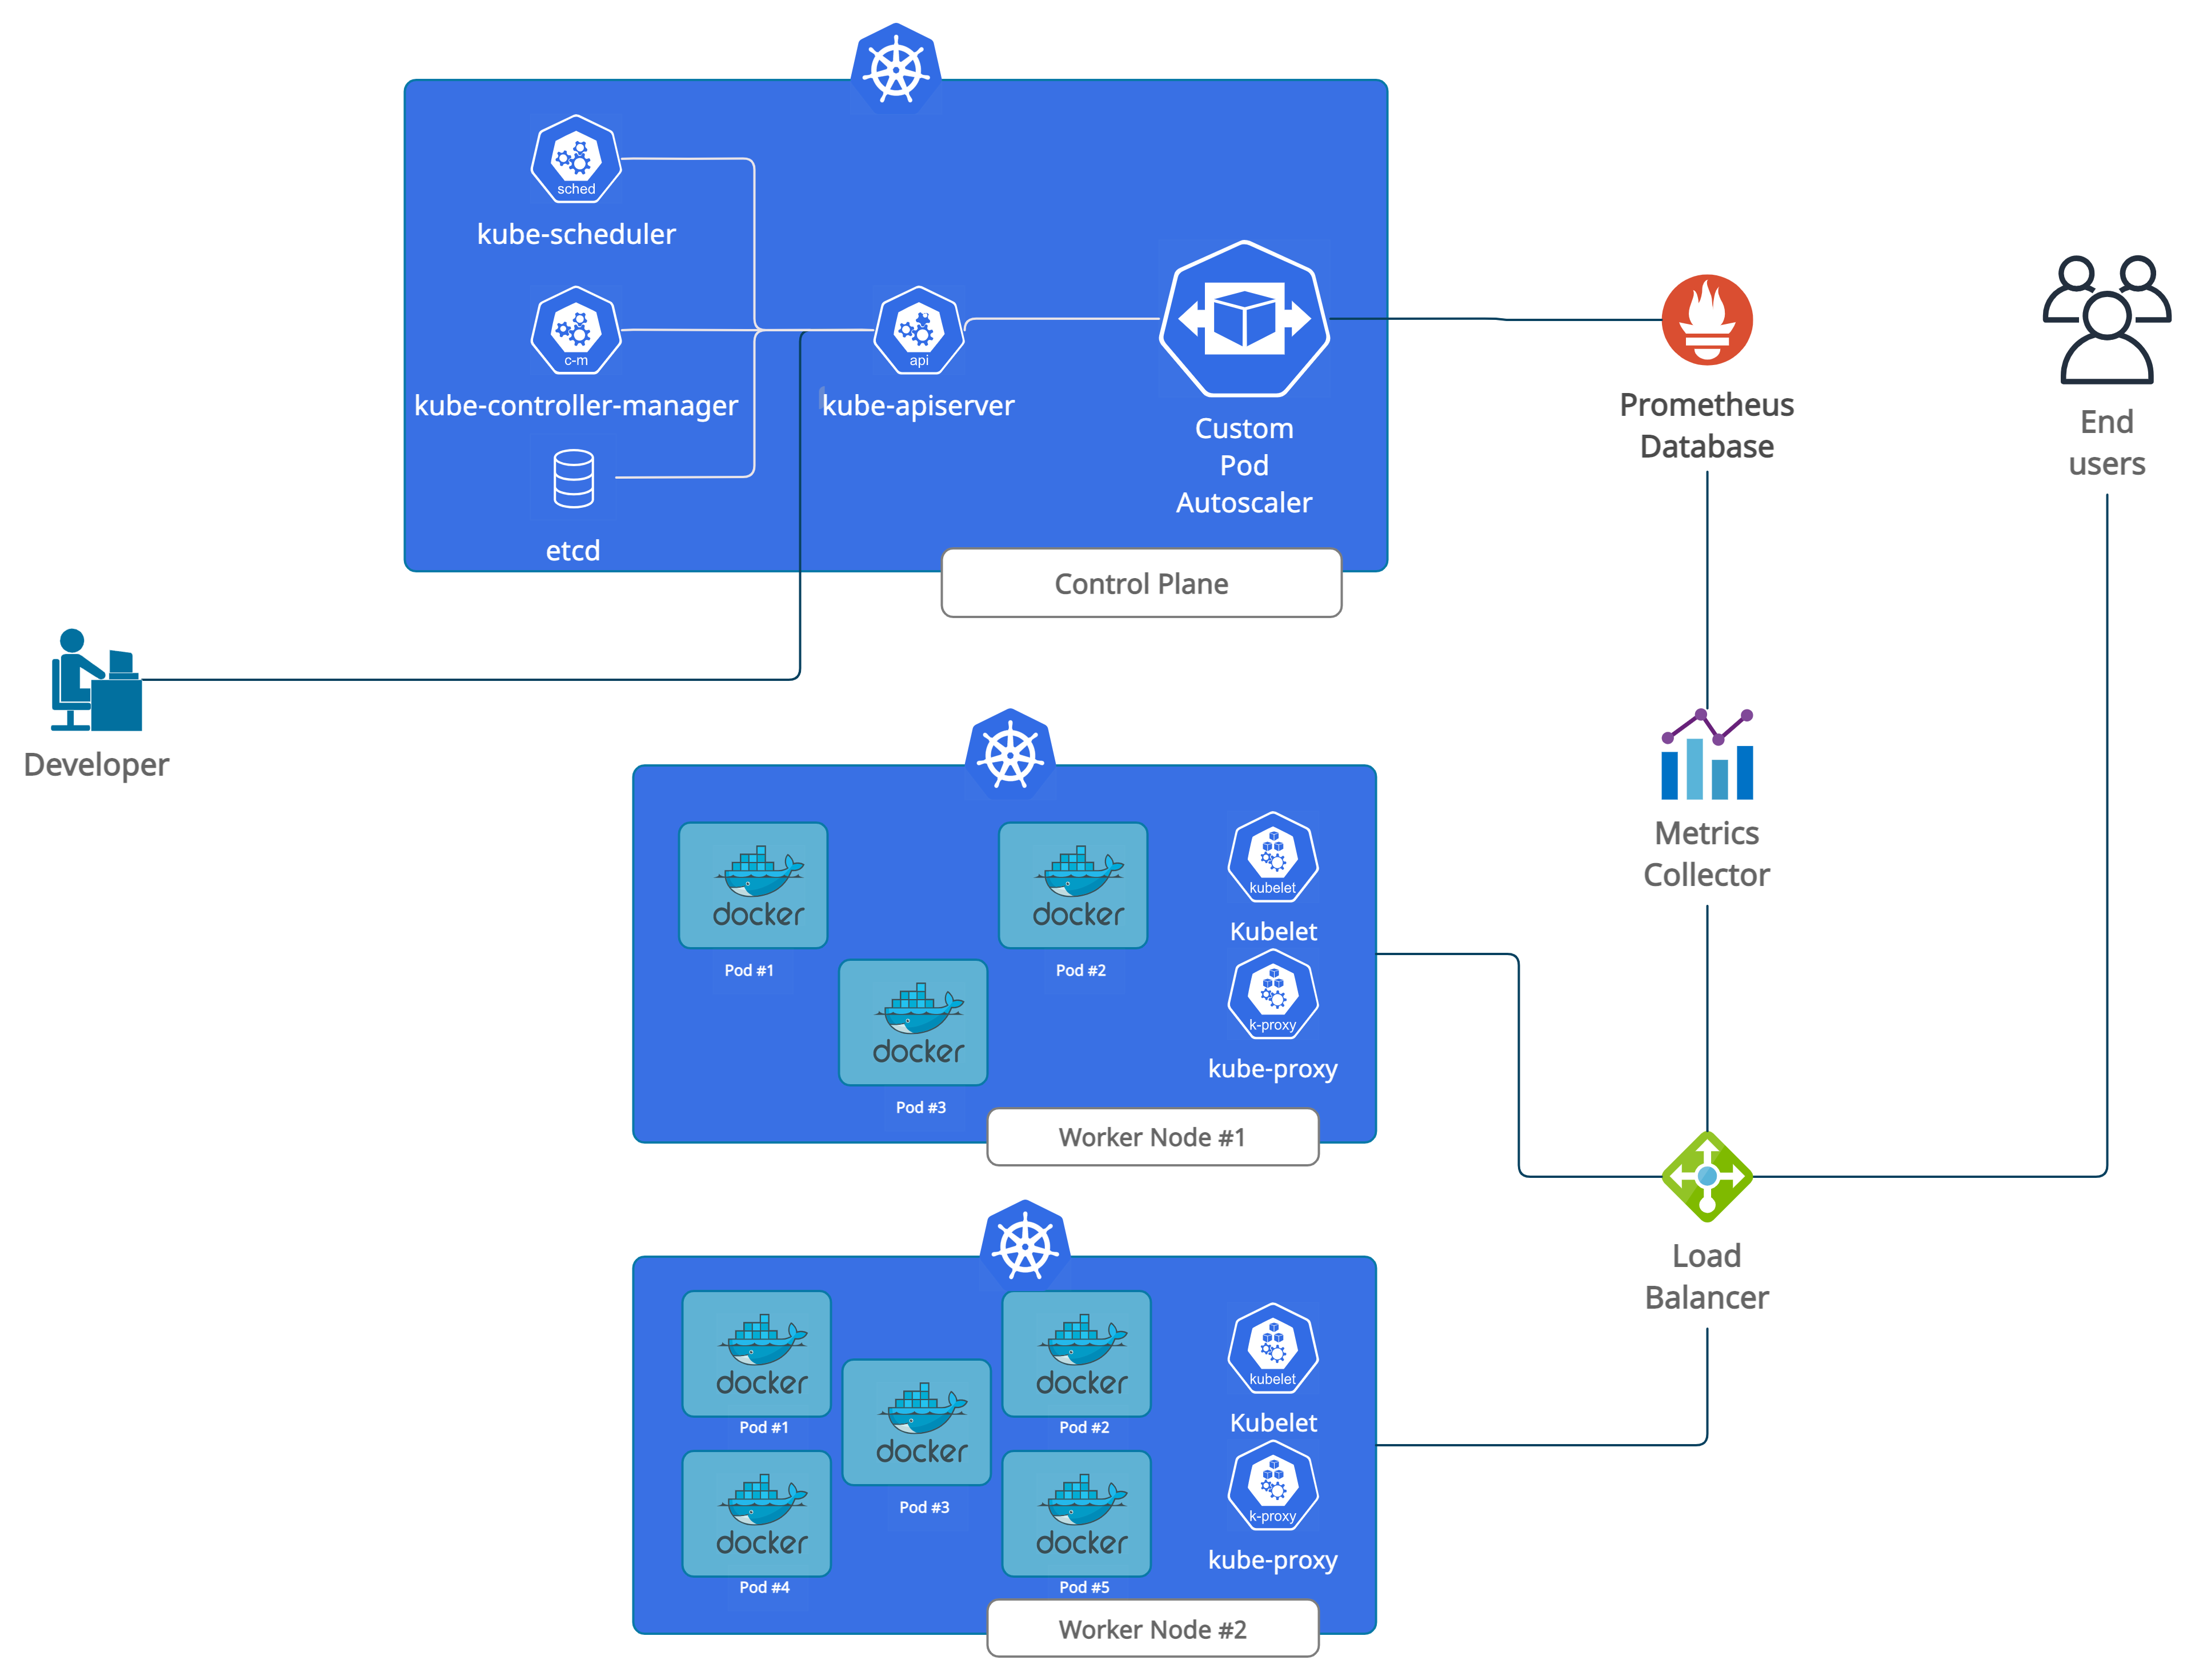 sched
kube-scheduler
c-m
kube-controller-manager
api
kube-apiserver
etcd
Custom
Pod
Autoscaler
Control Plane
Prometheus
Database
End
users
Developer
docker
Pod #1
docker
Pod #2
docker
Pod #3
kubelet
Kubelet
k-proxy
kube-proxy
Worker Node #1
Metrics
Collector
Load
Balancer
docker
Pod #1
docker
Pod #2
docker
Pod #3
docker
Pod #4
docker
Pod #5
kubelet
Kubelet
k-proxy
kube-proxy
Worker Node #2